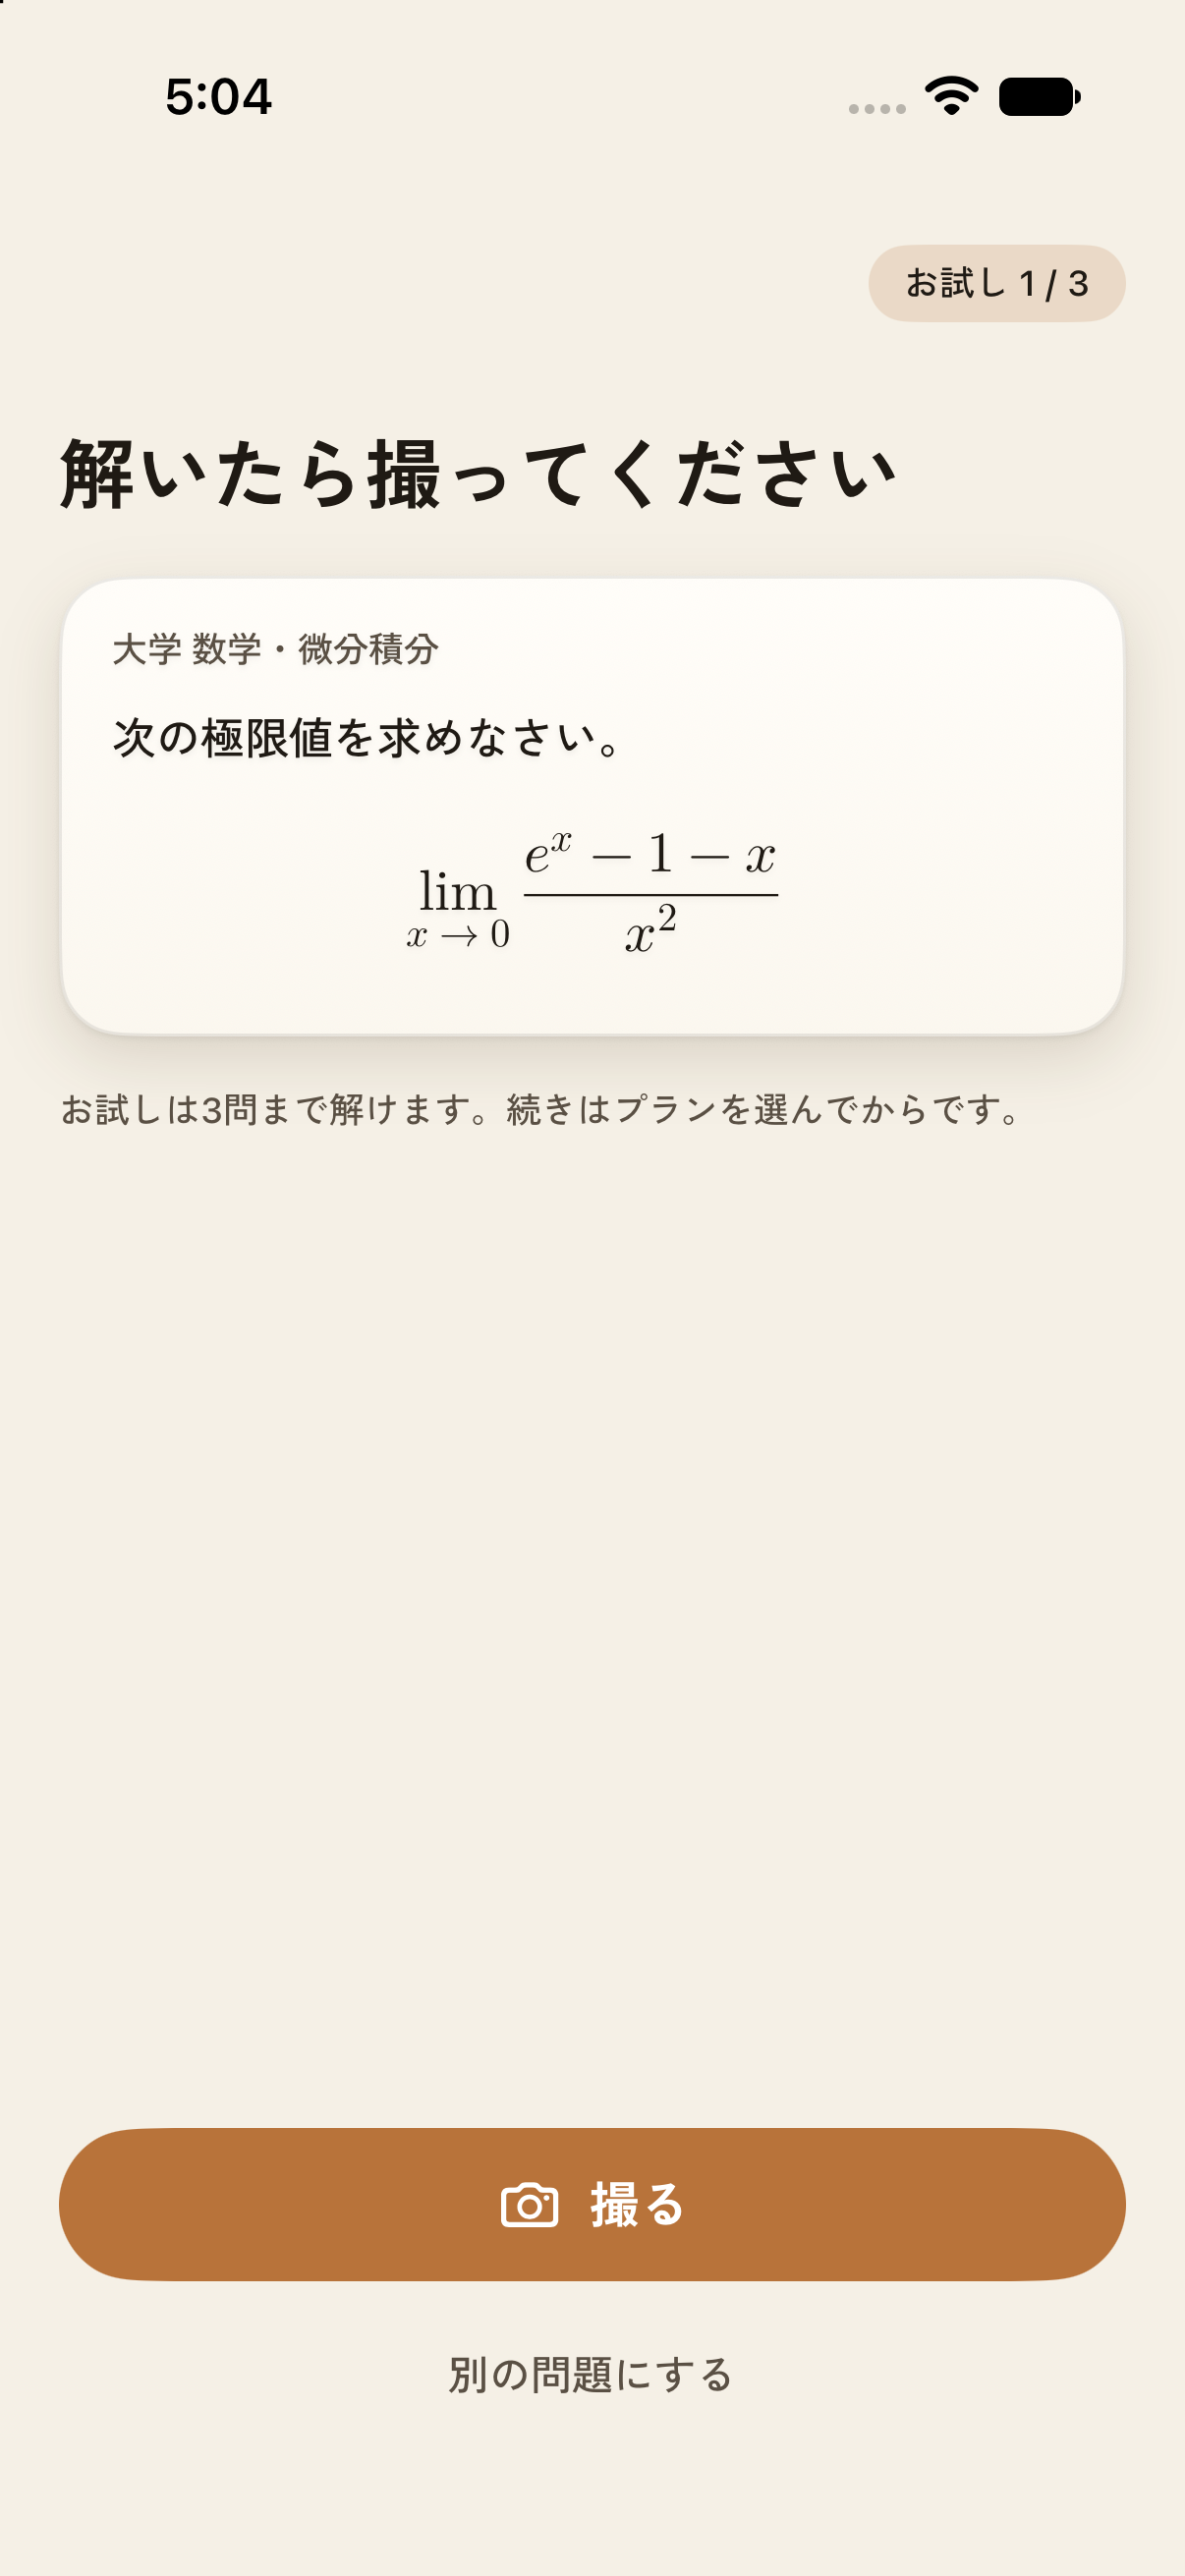 5:04
お試し 1 / 3
解いたら撮ってください
大学 数学・微分積分
次の極限値を求めなさい。
\lim_{x \to 0} \frac{e^x - 1 - x}{x^2}
お試しは3問まで解けます。続きはプランを選んでからです。
撮る
別の問題にする